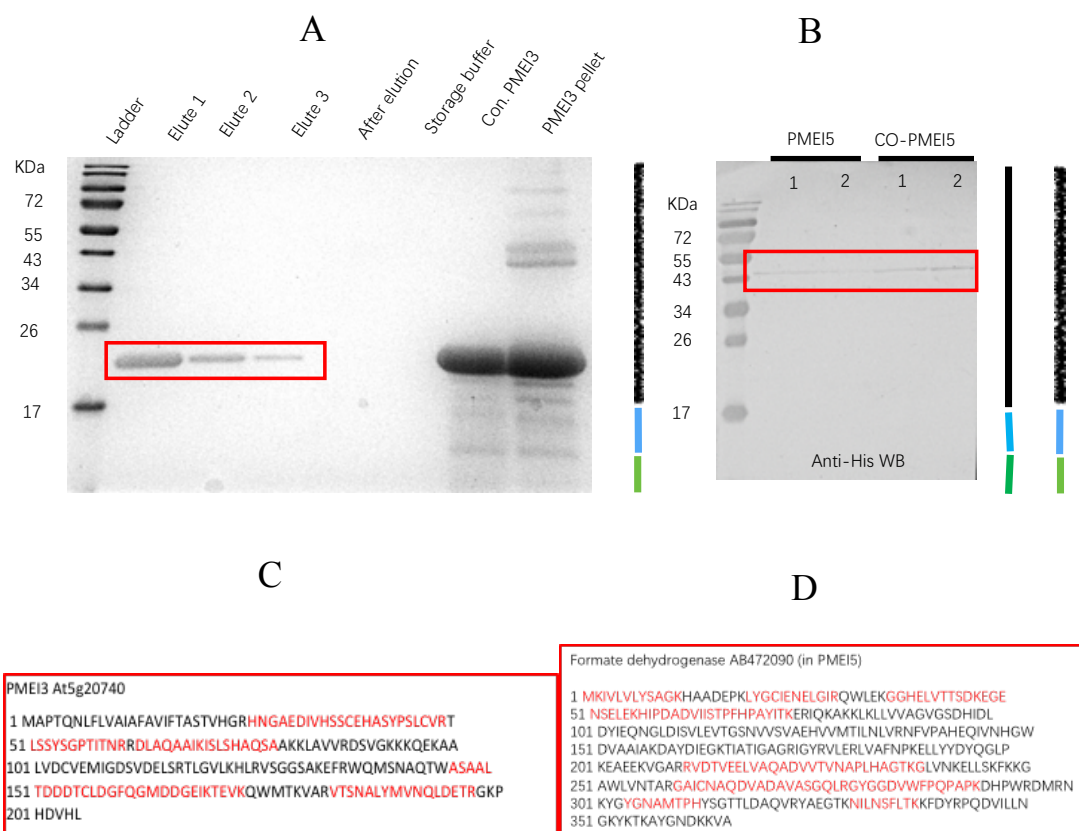 A
B
Ladder
Elute 1
Elute 2
Elute 3
After elution
Storage buffer
Con. PMEI3
PMEI3 pellet
KDa
72
55
43
34
26
17
PMEI5 CO-PMEI5
1 2 1 2
KDa
72
55
43
34
26
17
Anti-His WB
C
D
PMEI3 At5g20740
1 MAPTQNLFLVAIAFAVIFTASTVHGRHNGAEDIVHSSCEHASYPSLCVRT
51 LSSYSGPTITNRRDLAQAAIKISLSHAQSAAKKLAVVRDSVGKKKQEKAA
101 LVDCVEMIGDSVDELSRTLGVLKHLRVSGGSAKEFRWQMSNAQTWASAAL
151 TDDDTCLDGFQGMDDGEIKTEVKQWMTKVARVTSNALYMVNQLDETRGKP
201 HDVHL
Formate dehydrogenase AB472090 (in PMEI5)
1 MKIVLVLYSAGKHAADEPKLYGCIENELGIRQWLEKGGHELVTTSDKEGE
51 NSELEKHIPDADVIISTPFHPAYITKERIQKAKKLKLLVVAGVGSDHIDL
101 DYIEQNGLDISVLEVTGSNVVSVAEHVVMTILNLVRNFVPAHEQIVNHGW
151 DVAAIAKDAYDIEGKTIATIGAGRIGYRVLERLVAFNPKELLYYDYQGLP
201 KEAEEKVGARRVDTVEELVAQADVVTVNAPLHAGTKGLVNKELLSKFKKG
251 AWLVNTARGAICNAQDVADAVASGQLRGYGGDVWFPQPAPKDHPWRDMRN
301 KYGYGNAMTPHYSGTTLDAQVRYAEGTKNILNSFLTKKFDYRPQDVILLN
351 GKYKTKAYGNDKKVA